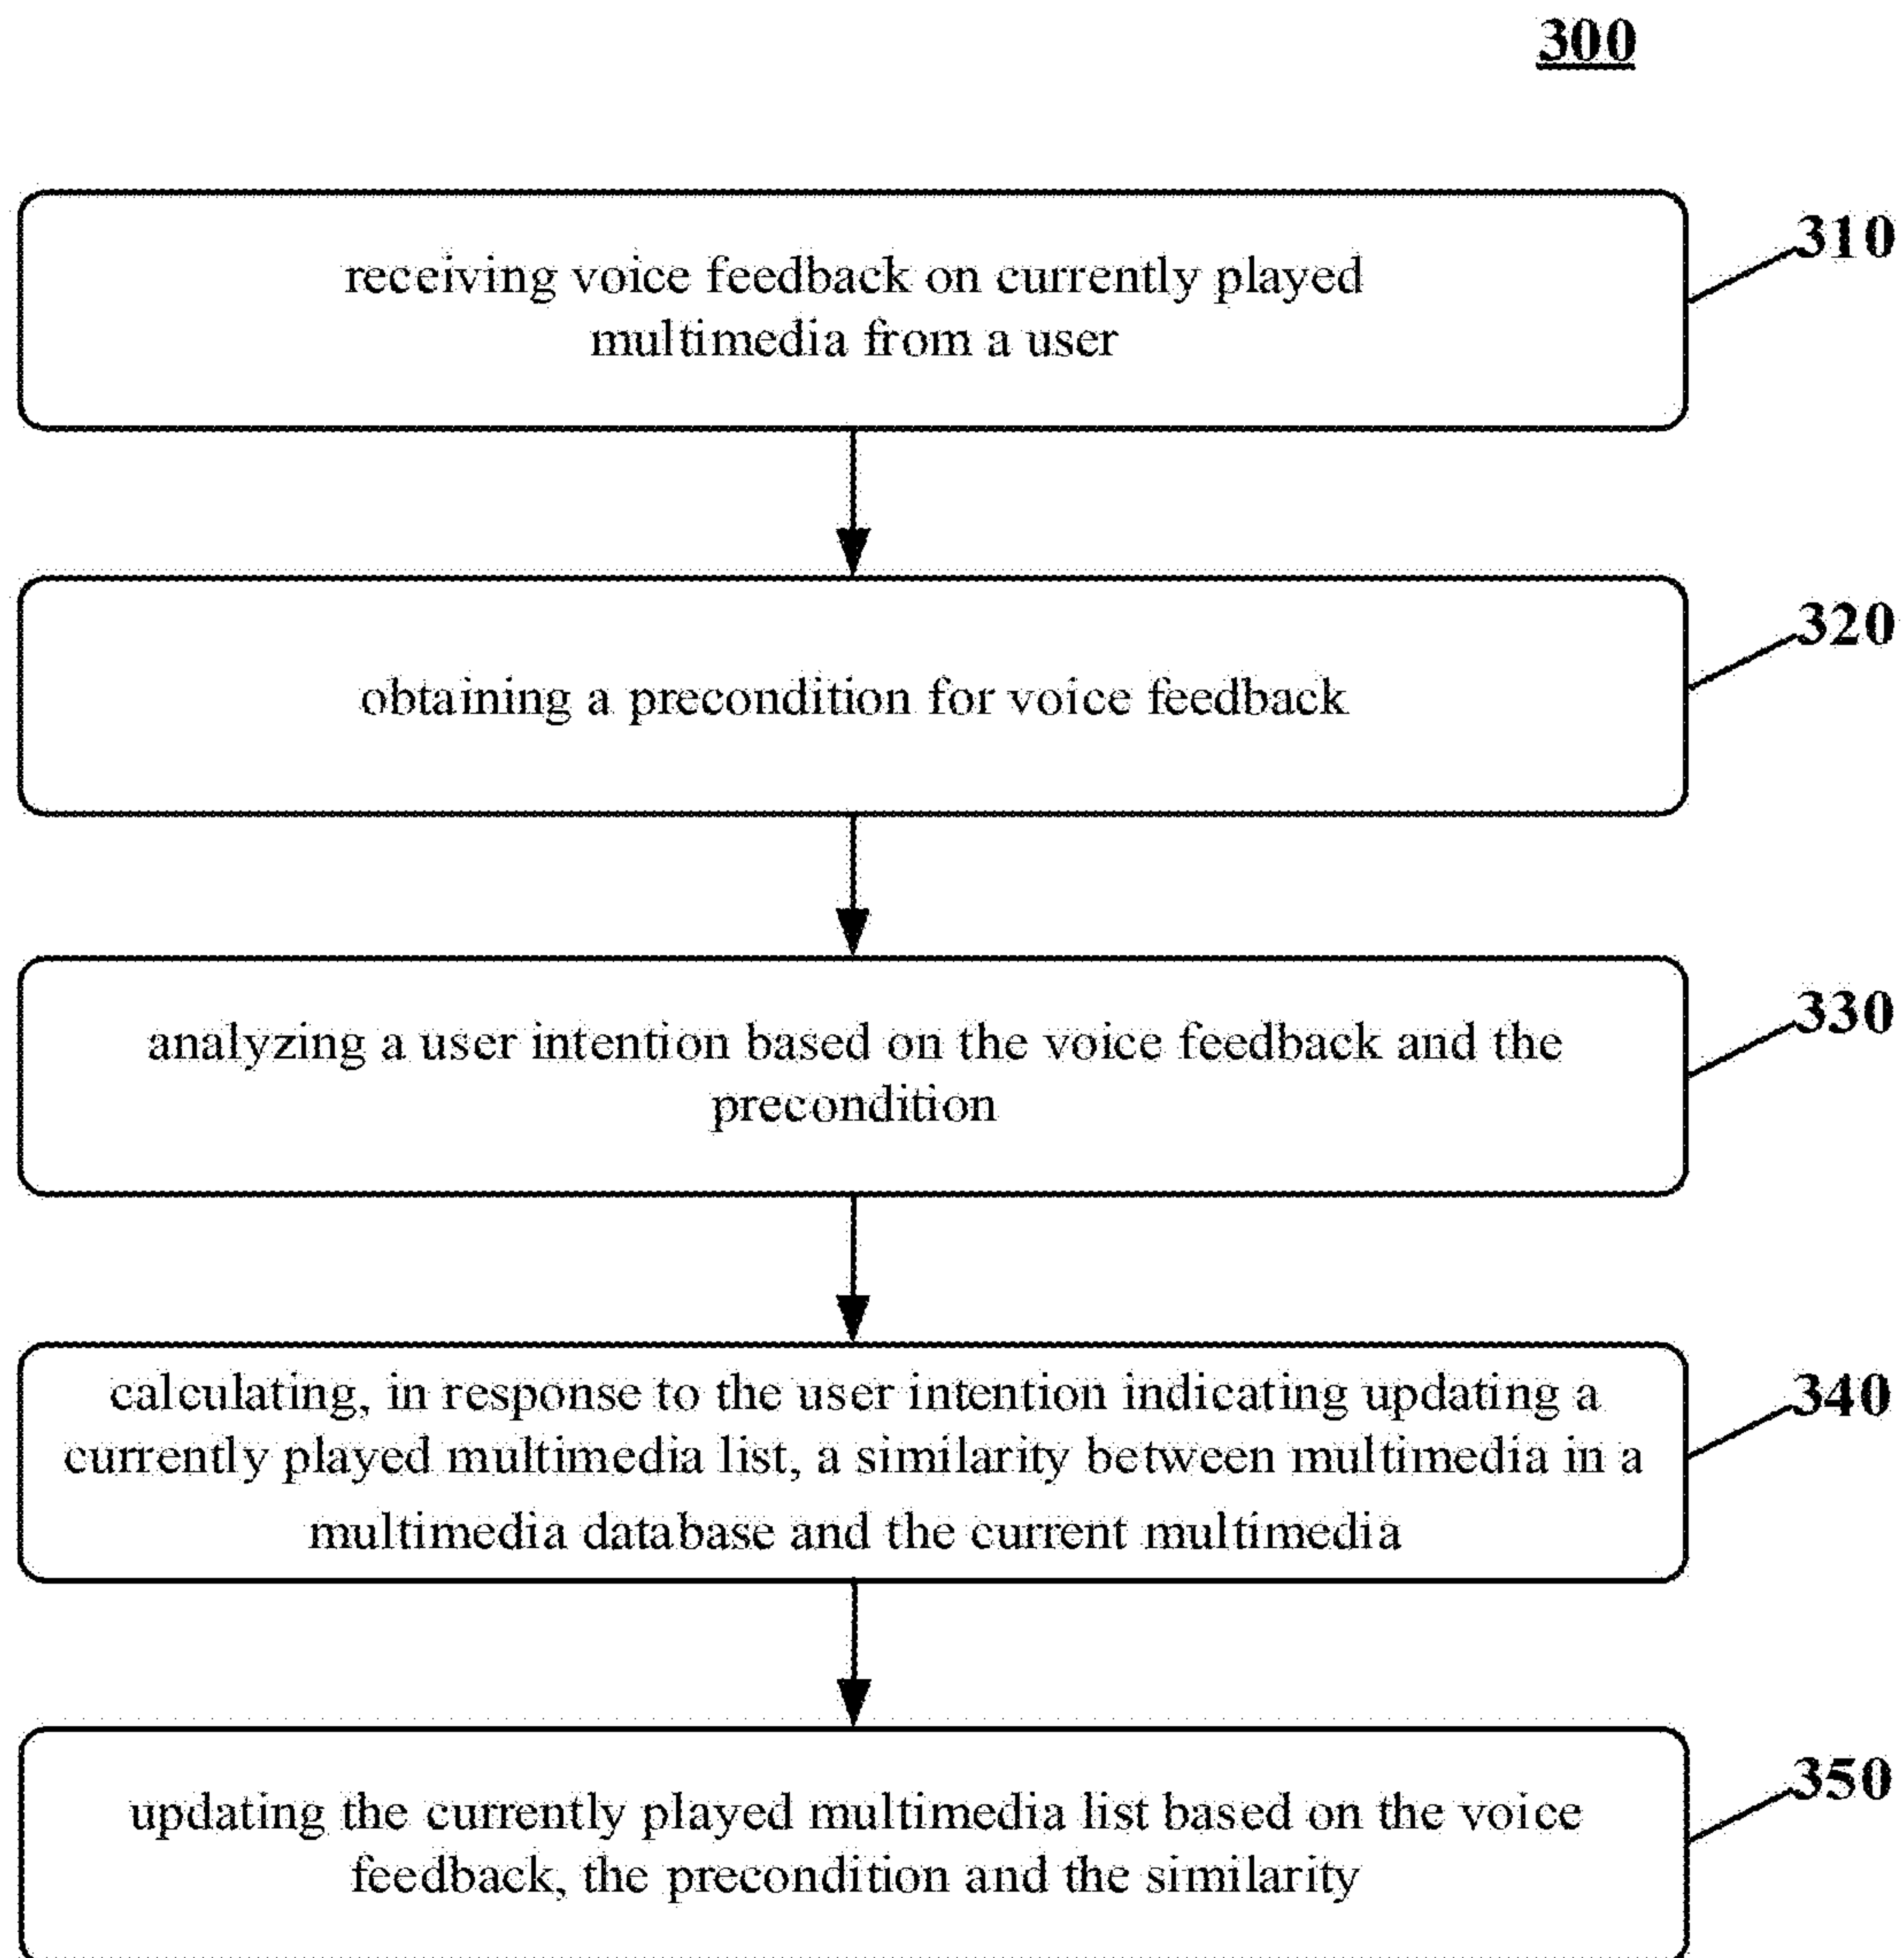 300
310
receiving voice feedback on currently played
multimedia from a user
320
obtaining a precondition for voice feedback
330
analyzing a user intention based on the voice feedback and the
precondition
340
calculating, in response to the user intention indicating updating a
currently played multimedia list, a similarity between multimedia in a
multimedia database and the current multimedia
350
updating the currently played multimedia list based on the voice
feedback, the precondition and the similarity